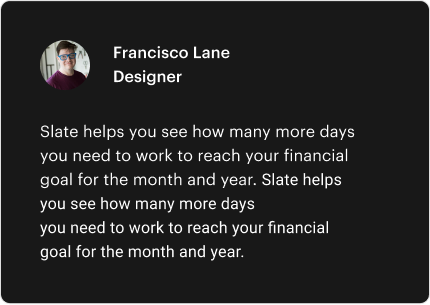 Francisco Lane
Designer
Slate helps you see how many more days
you need to work to reach your financial
goal for the month and year. Slate helps
you see how many more days
you need to work to reach your financial
goal for the month and year.